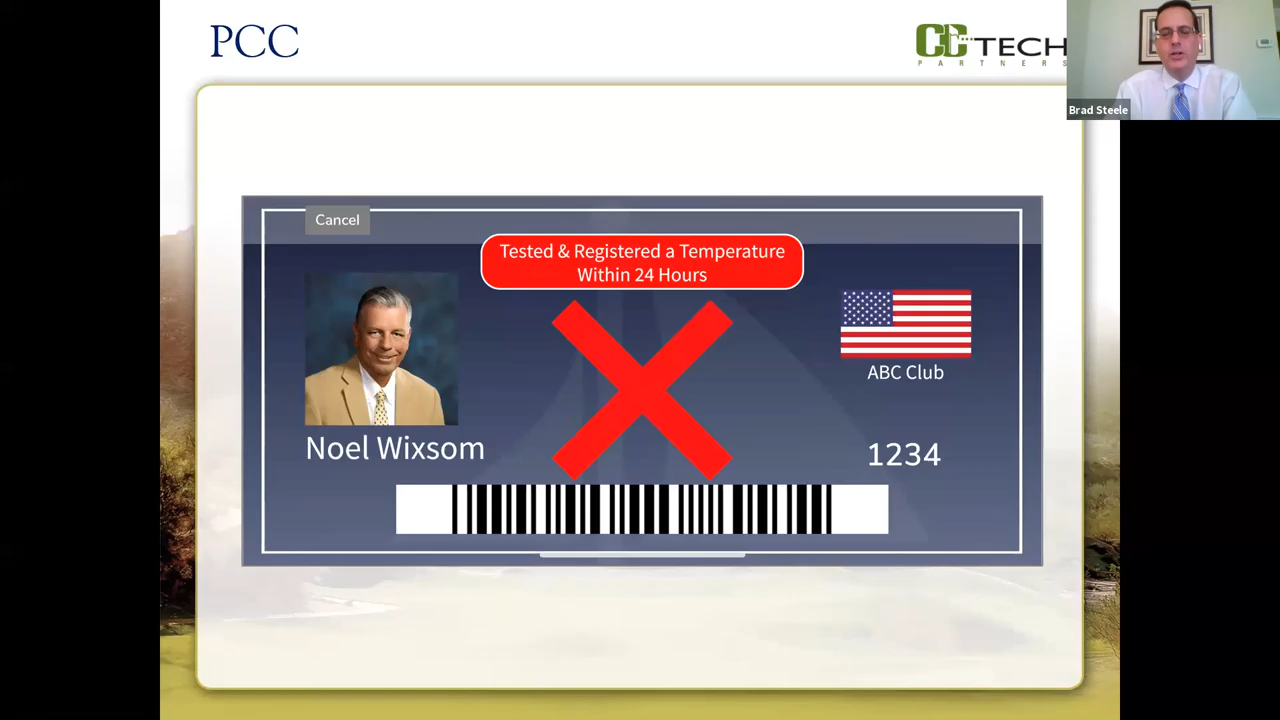 PCC
CC TECH
PARTNERS
Brad Steele
Cancel
Tested & Registered a Temperature
Within 24 Hours
ABC Club
Noel Wixsom
1234